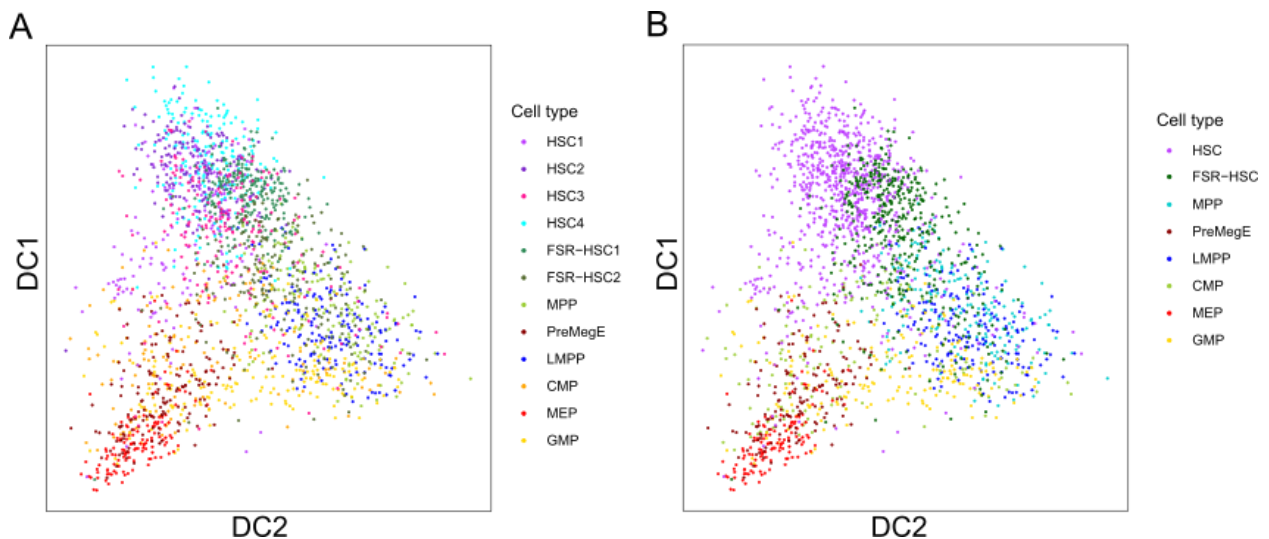 A
B
DC1
DC2
Cell type
HSC1
HSC2
HSC3
HSC4
FSR−HSC1
FSR−HSC2
MPP
PreMegE
LMPP
CMP
MEP
GMP
DC1
DC2
Cell type
HSC
FSR−HSC
MPP
PreMegE
LMPP
CMP
MEP
GMP